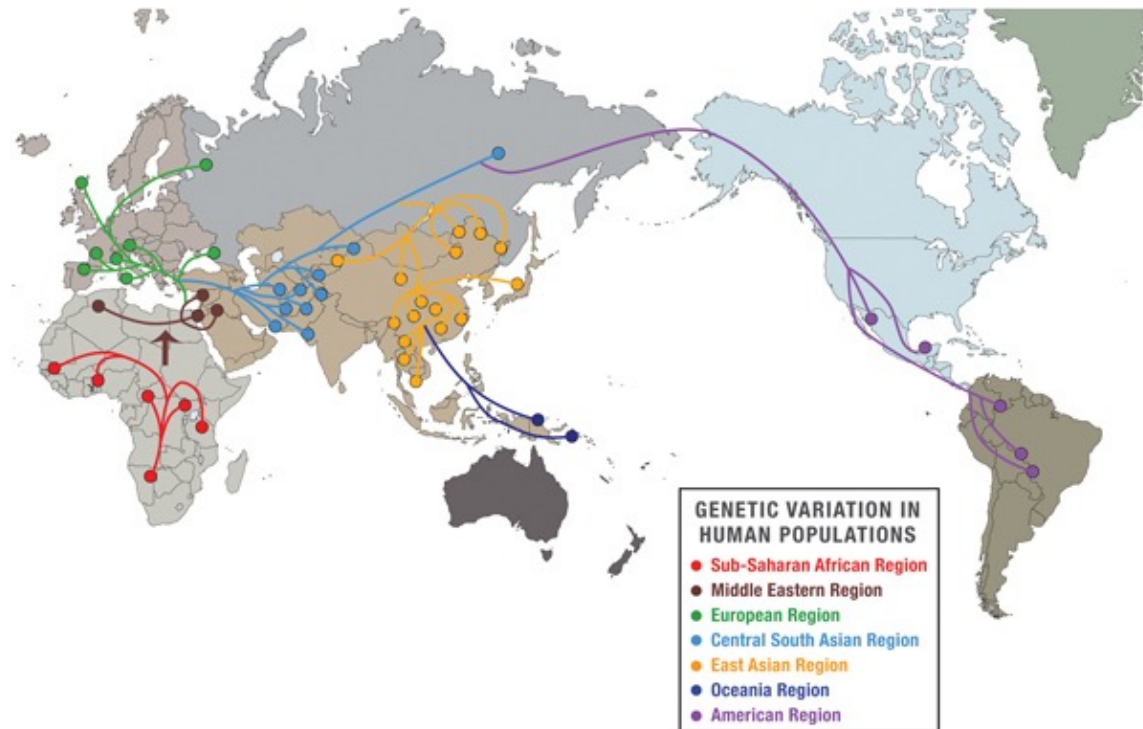 GENETIC VARIATION IN
HUMAN POPULATIONS
Sub-Saharan African Region
Middle Eastern Region
European Region
Central South Asian Region
East Asian Region
Oceania Region
American Region